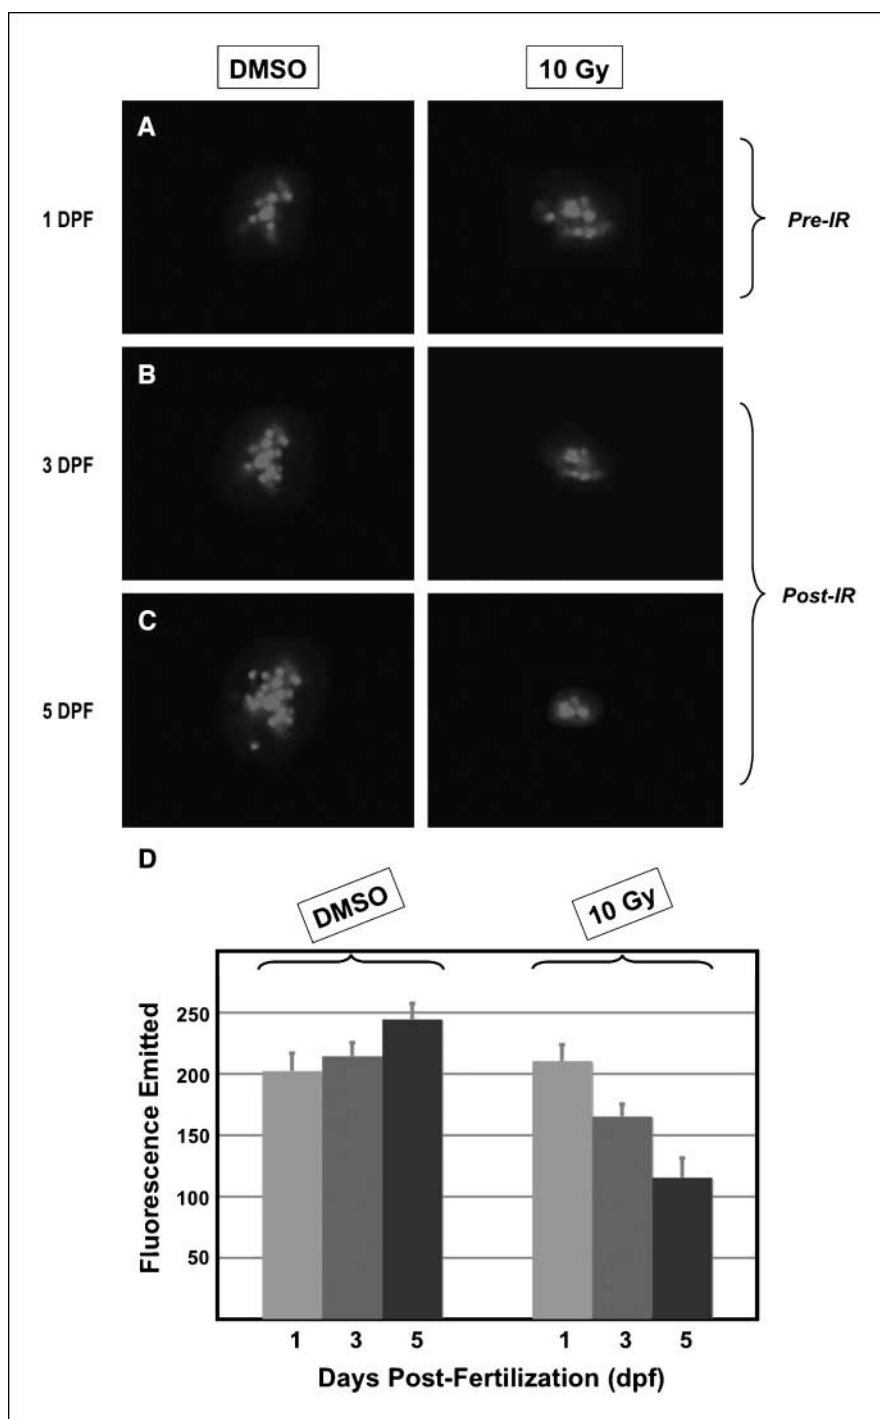 DMSO
10 Gy
A
1 DPF
Pre-IR
B
3 DPF
Post-IR
C
5 DPF
D
DMSO
10 Gy
Fluorescence Emitted
250
200
150
100
50
1 3 5 1 3 5
Days Post-Fertilization (dpf)